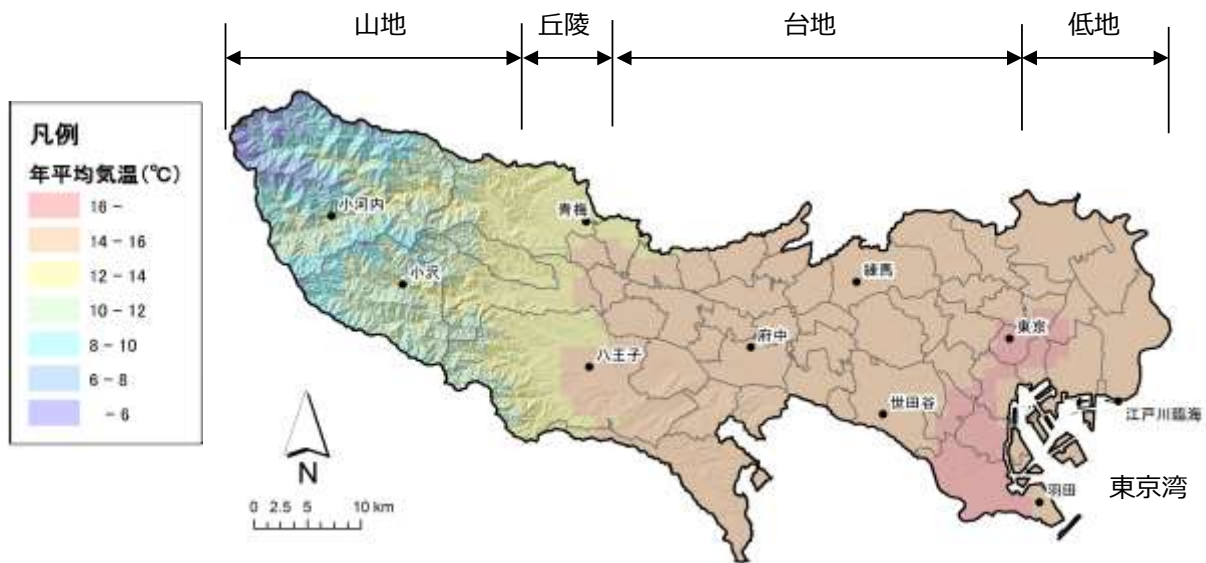 山地
丘陵
台地
低地
凡例
年平均気温(℃)
16 -
14 - 16
12 - 14
10 - 12
8 - 10
6 - 8
- 6
小河内
青梅
小沢
練馬
東京
府中
八王子
世田谷
江戸川臨海
羽田
東京湾
N
0 2.5 5 10 km